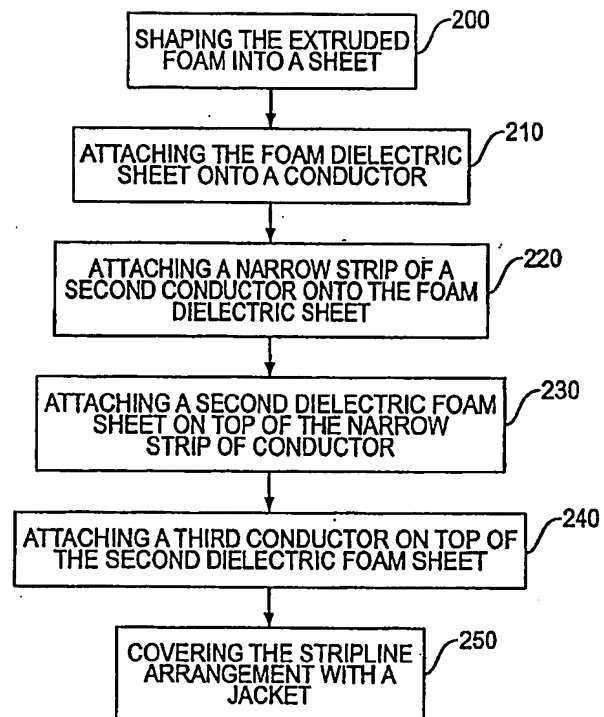 200
SHAPING THE EXTRUDED
FOAM INTO A SHEET
210
ATTACHING THE FOAM DIELECTRIC
SHEET ONTO A CONDUCTOR
220
ATTACHING A NARROW STRIP OF A
SECOND CONDUCTOR ONTO THE FOAM
DIELECTRIC SHEET
230
ATTACHING A SECOND DIELECTRIC FOAM
SHEET ON TOP OF THE NARROW
STRIP OF CONDUCTOR
240
ATTACHING A THIRD CONDUCTOR ON TOP OF
THE SECOND DIELECTRIC FOAM SHEET
250
COVERING THE STRIPLINE
ARRANGEMENT WITH A
JACKET